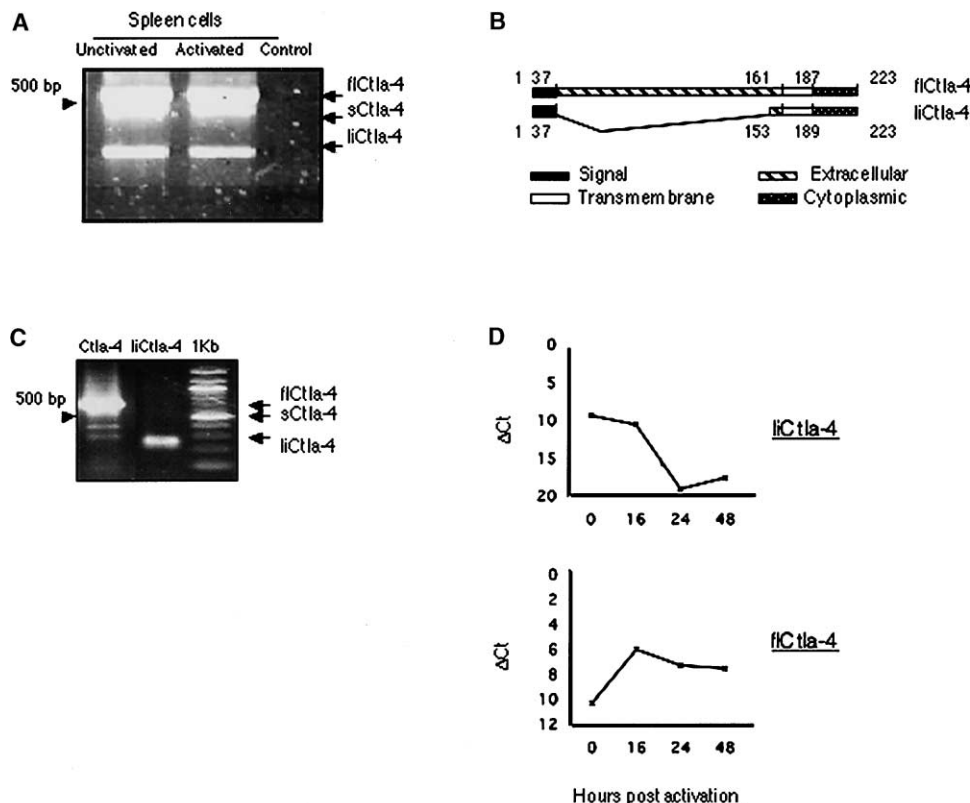 A
Spleen cells
Unctivated Activated Control
500 bp
flCtla-4
sCtla-4
liCtla-4
B
1 37 161 187 223
flCtla-4
liCtla-4
1 37 153 189 223
Signal
Extracellular
Transmembrane
Cytoplasmic
C
Ctla-4 liCtla-4 1Kb
500 bp
flCtla-4
sCtla-4
liCtla-4
D
0
5
10
15
20
ΔCt
0 16 24 48
liCtla-4
0
2
4
6
8
10
12
ΔCt
0 16 24 48
flCtla-4
Hours post activation